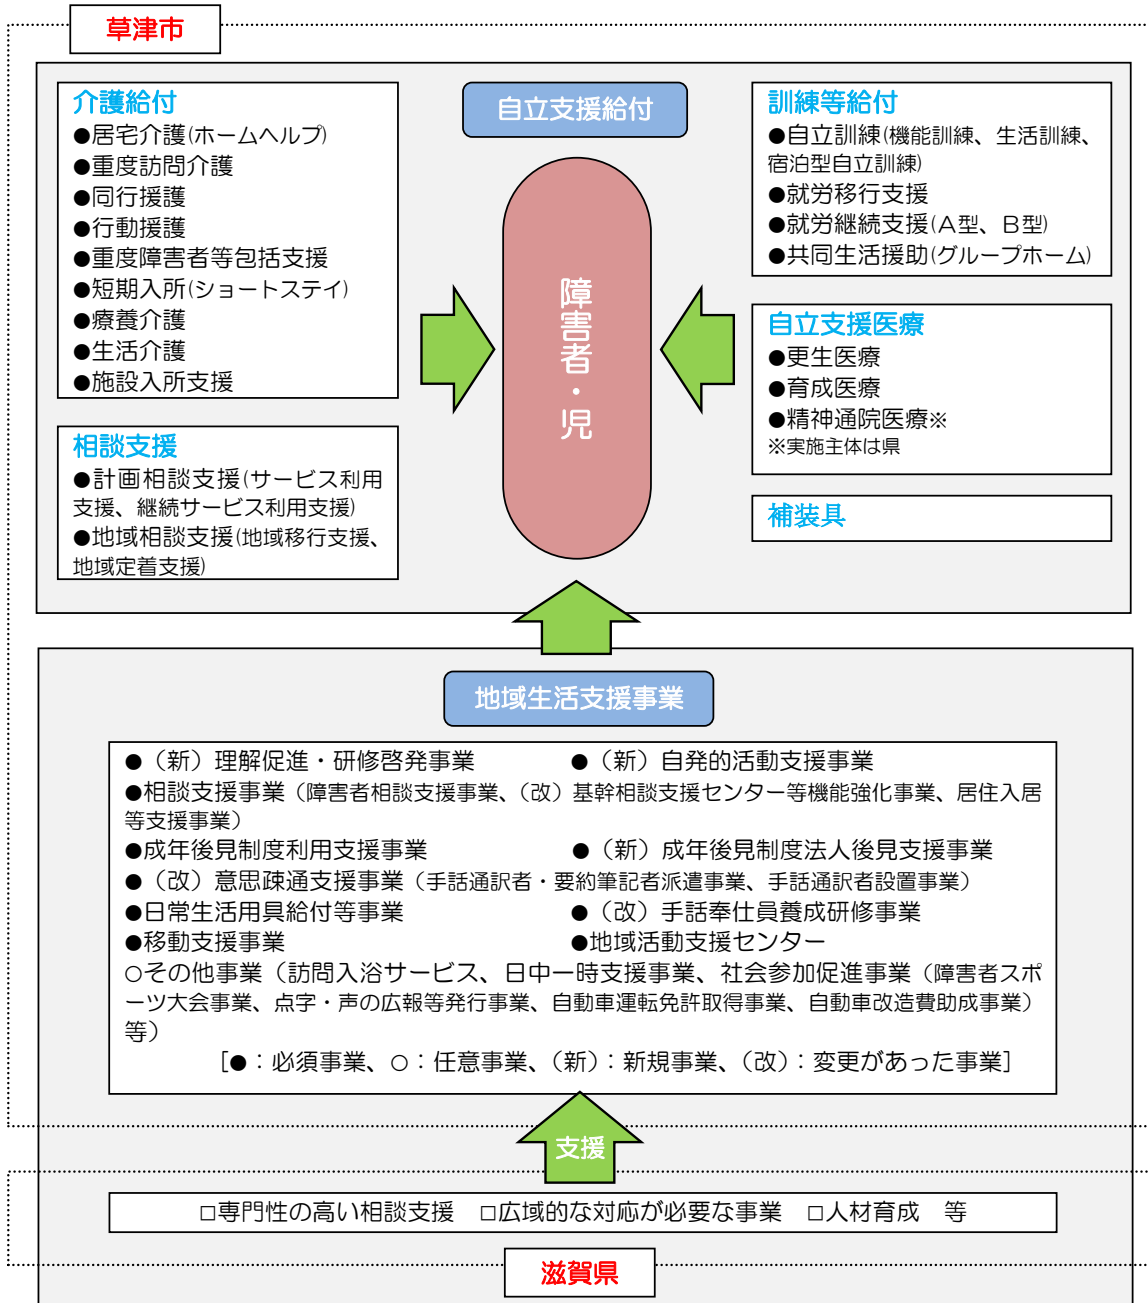 草津市
介護給付
●居宅介護(ホームヘルプ)
●重度訪問介護
●同行援護
●行動援護
●重度障害者等包括支援
●短期入所(ショートステイ)
●療養介護
●生活介護
●施設入所支援
相談支援
●計画相談支援(サービス利用
支援、継続サービス利用支援)
●地域相談支援(地域移行支援、
地域定着支援)
自立支援給付
障害者・児
訓練等給付
●自立訓練(機能訓練、生活訓練、
宿泊型自立訓練)
●就労移行支援
●就労継続支援(A型、B型)
●共同生活援助(グループホーム)
自立支援医療
●更生医療
●育成医療
●精神通院医療※
※実施主体は県
補装具
地域生活支援事業
●（新）理解促進・研修啓発事業　●（新）自発的活動支援事業
●相談支援事業（障害者相談支援事業、（改）基幹相談支援センター等機能強化事業、居住入居
等支援事業）
●成年後見制度利用支援事業　●（新）成年後見制度法人後見支援事業
●（改）意思疎通支援事業（手話通訳者・要約筆記者派遣事業、手話通訳者設置事業）
●日常生活用具給付等事業　●（改）手話奉仕員養成研修事業
●移動支援事業　●地域活動支援センター
○その他事業（訪問入浴サービス、日中一時支援事業、社会参加促進事業（障害者スポ
ーツ大会事業、点字・声の広報等発行事業、自動車運転免許取得事業、自動車改造費助成事業）
等）
［●：必須事業、○：任意事業、（新）：新規事業、（改）：変更があった事業］
支援
□専門性の高い相談支援　□広域的な対応が必要な事業　□人材育成　等
滋賀県